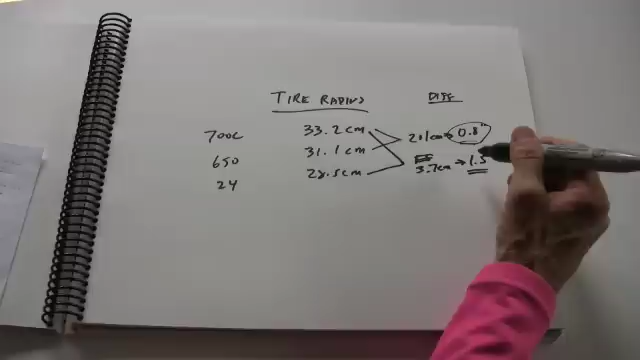 TIRE RADIUS DIFF
700C 33.2cm 2.1cm → 0.8"
650 31.1cm
3.7cm → 1.5
24 29.5cm